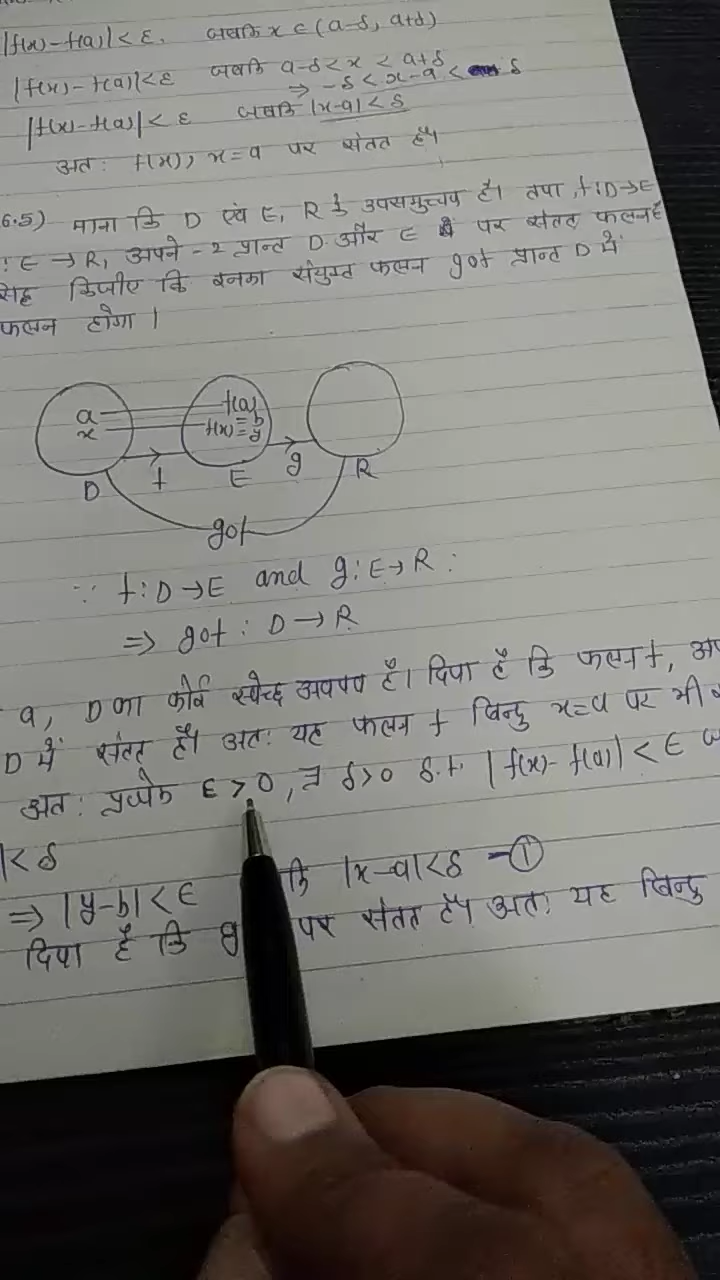 |f(x)-f(a)|<ε, जबकि x∈(a-δ, a+δ)
|f(x)-f(a)|<ε जबकि a-δ<x<a+δ
⇒ -δ<x-a< δ
|f(x)-f(a)|<ε जबकि |x-a|<δ
अतः f(x), x=a पर संतत है।
6.5) माना कि D एवं E, R के उपसमुच्चय है। तथा, f:D→E
: E→R, अपने-2 प्रान्त D और E पर संतत फलन है
सिद्ध कीजीए कि इनका संयुक्त फलन gof प्रान्त D में
फलन होगा।
a
x
f(a)
=b
f(x)=y
D
f
E
g
R
gof
∵ f:D→E and g:E→R:
⇒ gof: D→R
a, D का कोई स्वेच्छ अवयव है। दिया है कि फलन f,
D में संतत है। अतः यह फलन f बिन्दु x=a पर भी
अतः प्रत्येक ε>0, ∃ δ>0 s.t. |f(x)-f(a)|<ε
|<δ
⇒|y-b|<ε कि |x-a|<δ -①
दिया है कि g पर संतत है। अतः यह बिन्दु